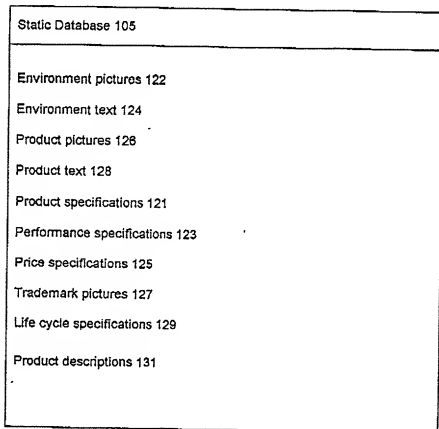 Static Database 105
Environment pictures 122
Environment text 124
Product pictures 126
Product text 128
Product specifications 121
Performance specifications 123
Price specifications 125
Trademark pictures 127
Life cycle specifications 129
Product descriptions 131